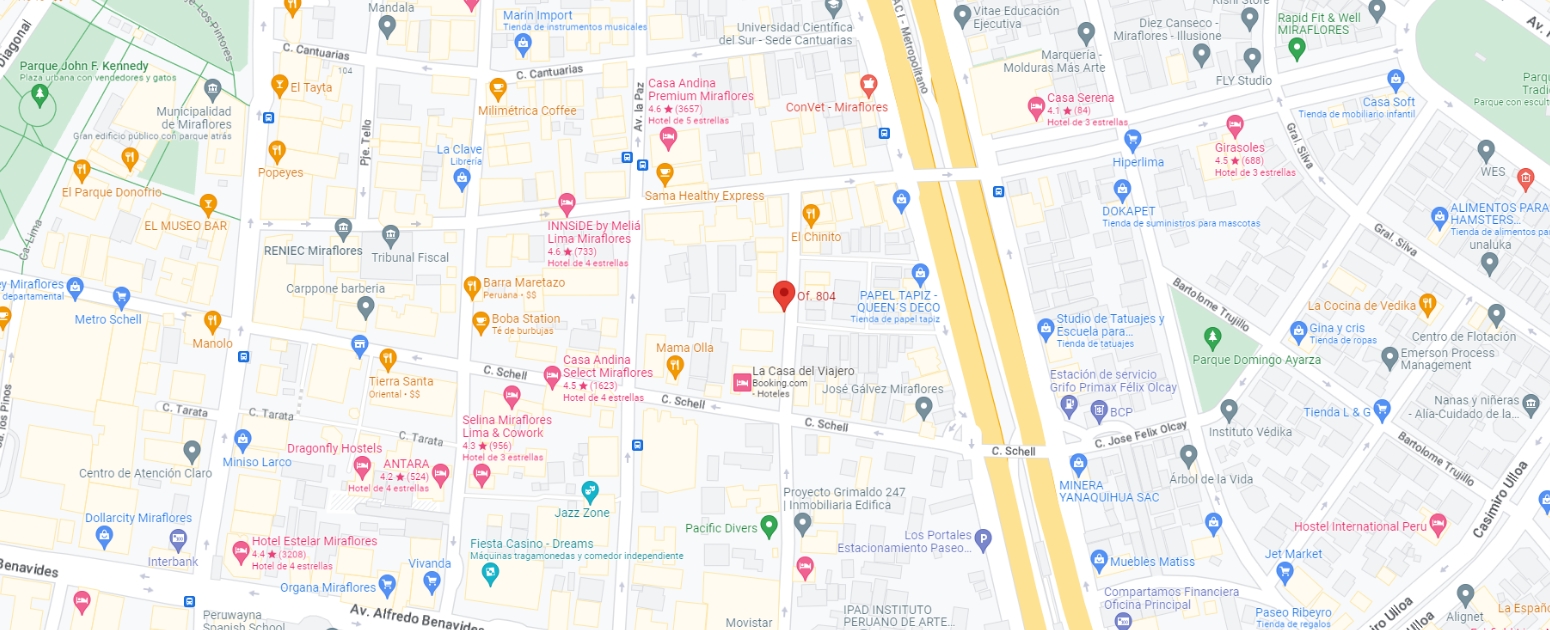 Mandala
Marín Import
Tienda de instrumentos musicales
Universidad Científica
del Sur - Sede Cantuarias
Vitae Educación
Ejecutiva
Diez Canseco -
Miraflores - Illusione
Rapid Fit & Well
MIRAFLORES
Diagonal
C. Cantuarias
104
C. Cantuarias
Metropolitano
Marquería -
Molduras Más Arte
FLY Studio
Parque John F. Kennedy
Plaza urbana con vendedores y gatos
El Tayta
Milimétrica Coffee
Av. la Paz
Casa Andina
Premium Miraflores
4.6 ★ (3657)
Hotel de 5 estrellas
ConVet - Miraflores
Casa Serena
4.1 ★ (84)
Hotel de 3 estrellas
Casa Soft
Tienda de mobiliario infantil
Municipalidad
de Miraflores
Gran edificio público con parque atrás
Pje. Tello
La Clave
Librería
Hiperlima
Girasoles
4.5 ★ (688)
Hotel de 3 estrellas
Gral. Silva
WES
Popeyes
El Parque Donofrio
Sama Healthy Express
DOKAPET
Tienda de suministros para mascotas
ALIMENTOS PARA
HAMSTERS...
Tienda de alimentos
EL MUSEO BAR
Ca. Lima
RENIEC Miraflores
Tribunal Fiscal
INNSiDE by Meliá
Lima Miraflores
4.6 ★ (733)
Hotel de 4 estrellas
El Chinito
Gral. Silva
unaluka
Carppone barberia
Barra Maretazo
Peruana • $$
Of. 804
PAPEL TAPIZ -
QUEEN´S DECO
Tienda de papel tapiz
Bartolome Trujillo
La Cocina de Vedika
Miraflores
departamental
Metro Schell
Manolo
Boba Station
Té de burbujas
Studio de Tatuajes y
Escuela para...
Tienda de tatuajes
Gina y cris
Tienda de ropas
Centro de Flotación
Emerson Process
Management
Parque Domingo Ayarza
Mama Olla
Casa Andina
Select Miraflores
4.5 ★ (1623)
Hotel de 4 estrellas
C. Schell
La Casa del Viajero
Booking.com
- Hoteles
José Gálvez Miraflores
Estación de servicio
Grifo Primax Félix Olcay
BCP
Tierra Santa
Oriental • $$
C. Schell
C. Schell
C. Schell
C. Jose Felix Olcay
Instituto Védika
Tienda L & G
Nanas y niñeras
- Alía-Cuidado de la...
los Pinos
C. Tarata
C. Tarata
C. Tarata
Selina Miraflores
Lima & Cowork
4.3 ★ (956)
Hotel de 3 estrellas
Bartolome Trujillo
Casimiro Ulloa
Miniso Larco
Centro de Atención Claro
Dragonfly Hostels
ANTARA
4.2 ★ (524)
Hotel de 4 estrellas
MINERA
YANAQUIHUA SAC
Árbol de la Vida
Jazz Zone
Proyecto Grimaldo 247
| Inmobiliaria Edifica
Pacific Divers
Los Portales
Estacionamiento Paseo...
Hostel International Peru
Dollarcity Miraflores
Interbank
Hotel Estelar Miraflores
4.4 ★ (3208)
Hotel de 4 estrellas
Fiesta Casino - Dreams
Máquinas tragamonedas y comedor independiente
Muebles Matiss
Jet Market
Benavides
Organa Miraflores
Vivanda
Compartamos Financiera
Oficina Principal
Peruwayna
Spanish School
Av. Alfredo Benavides
Movistar
IPAD INSTITUTO
PERUANO DE ARTE...
Paseo Ribeyro
Tienda de regalos
Alignet
Ulloa